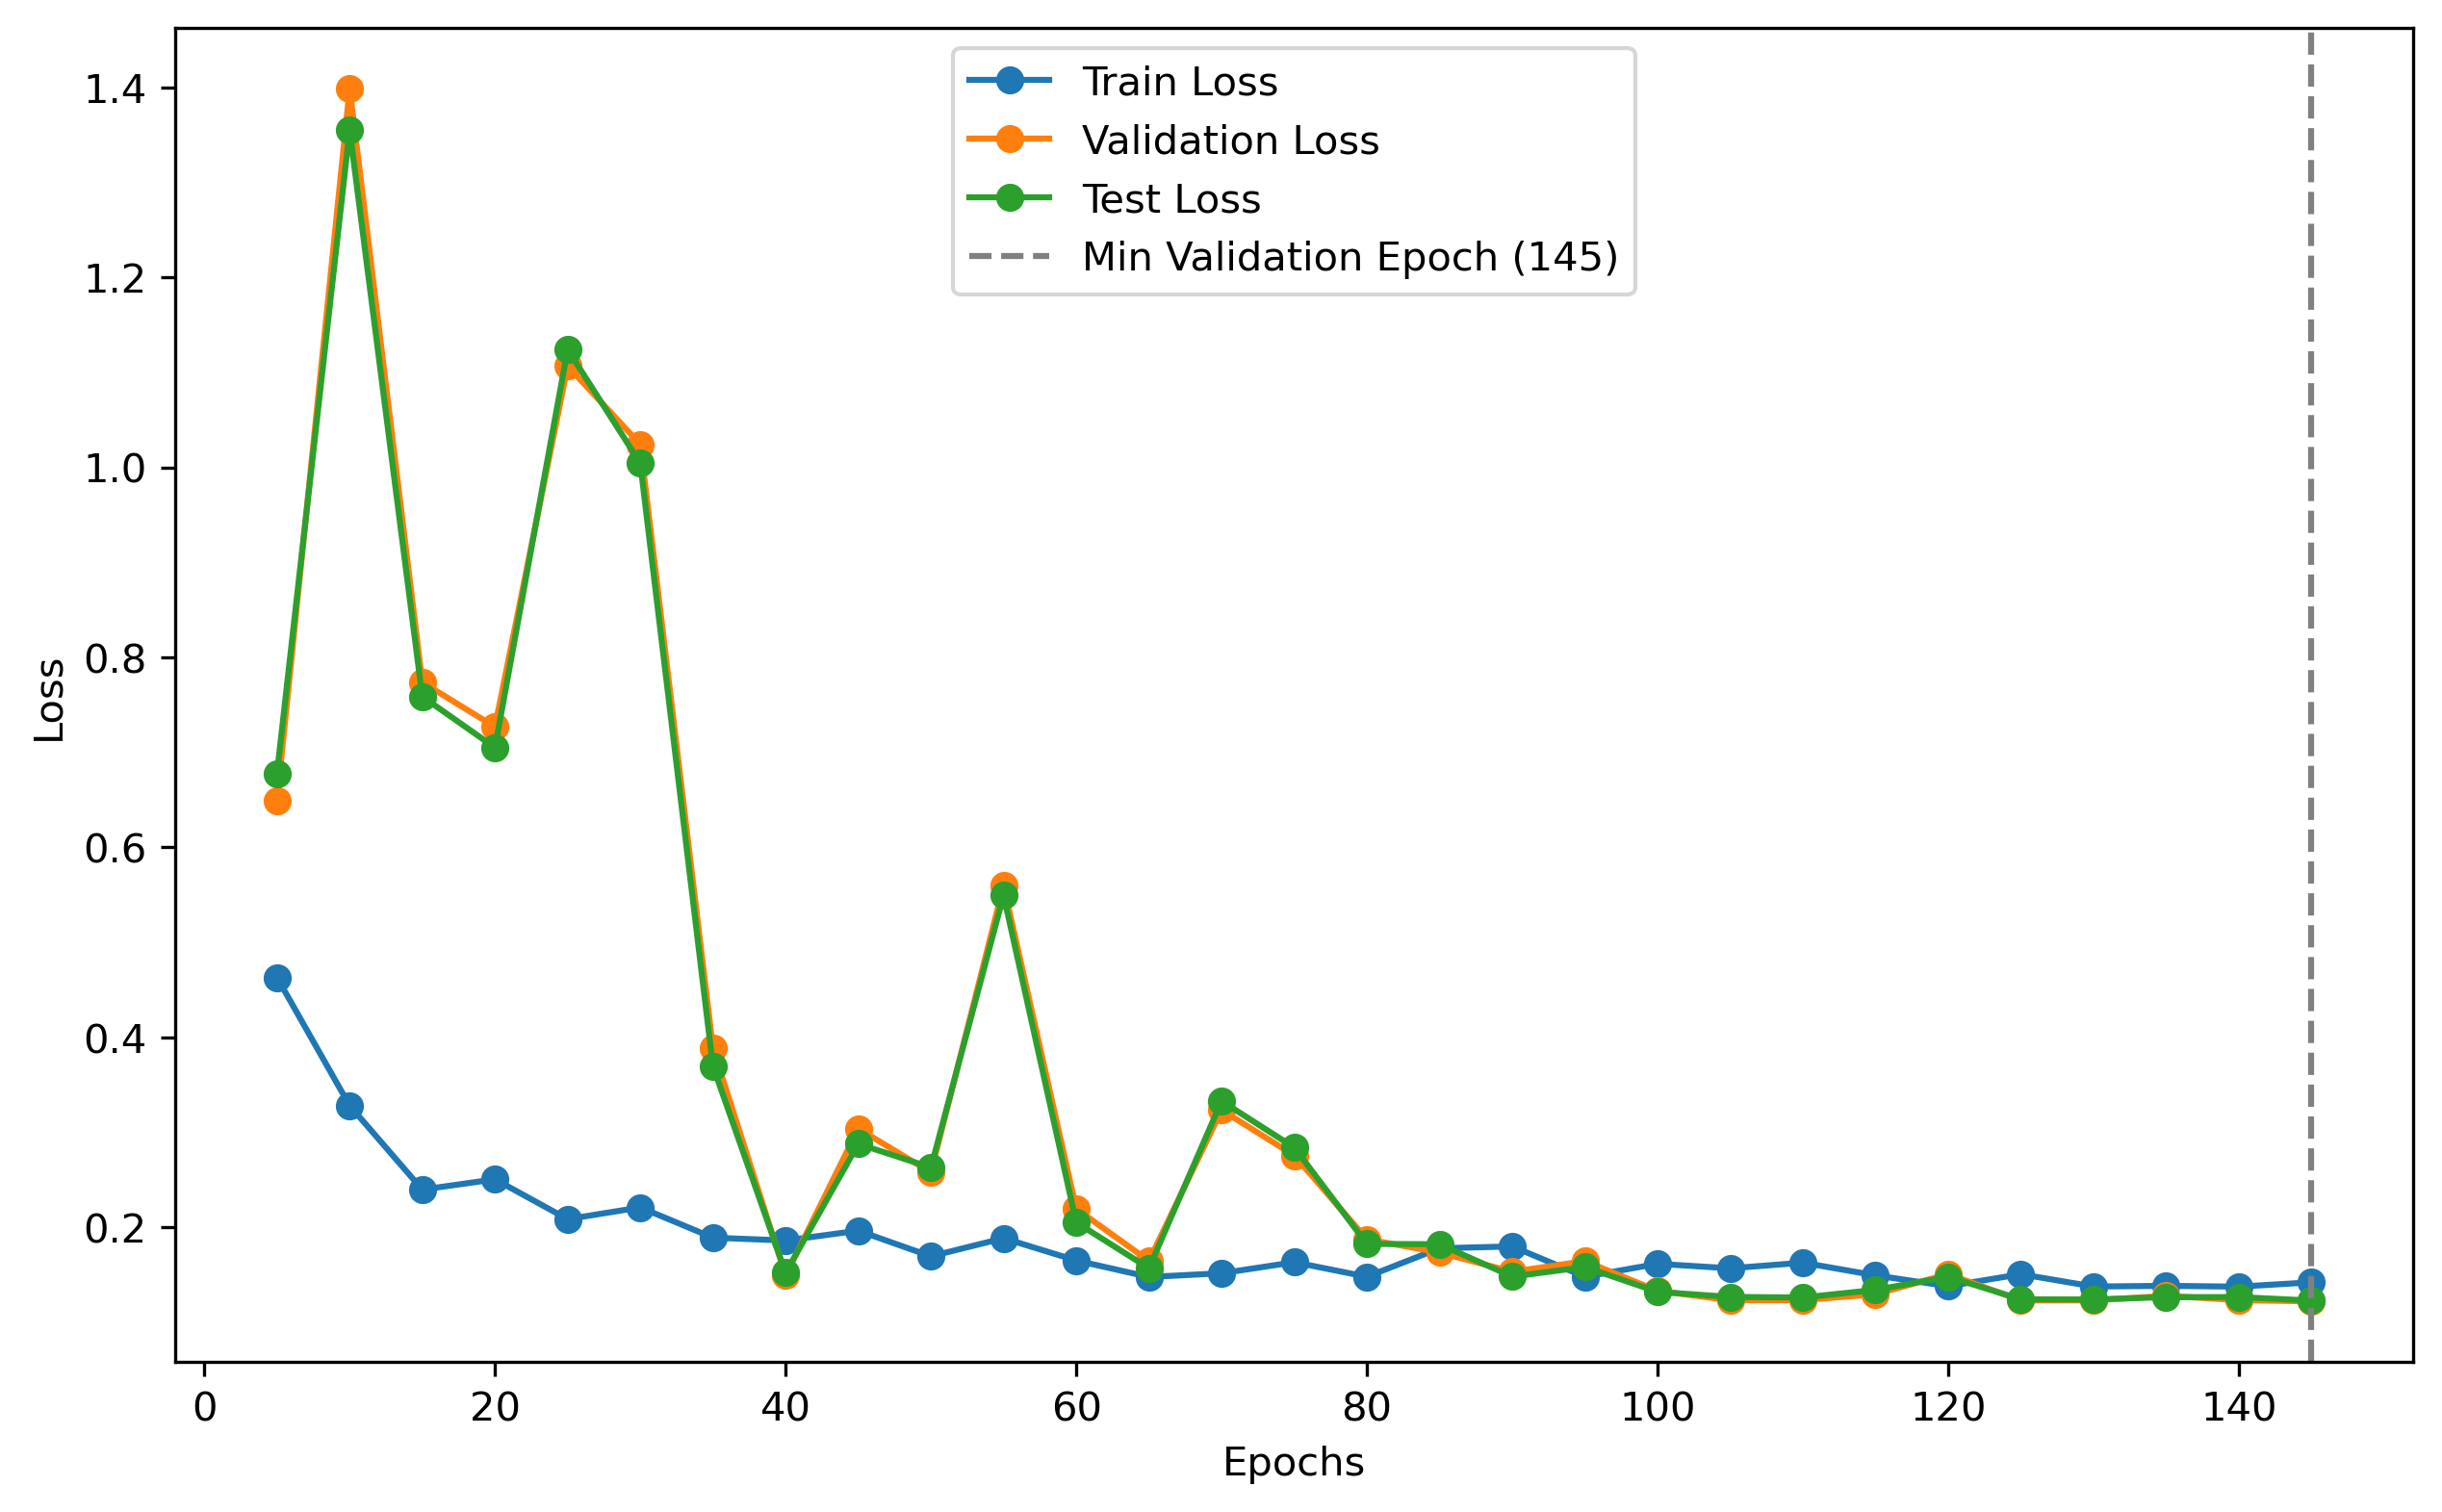 Train Loss
Validation Loss
Test Loss
Min Validation Epoch (145)
1.4
1.2
1.0
0.8
0.6
0.4
0.2
Loss
0 20 40 60 80 100 120 140
Epochs